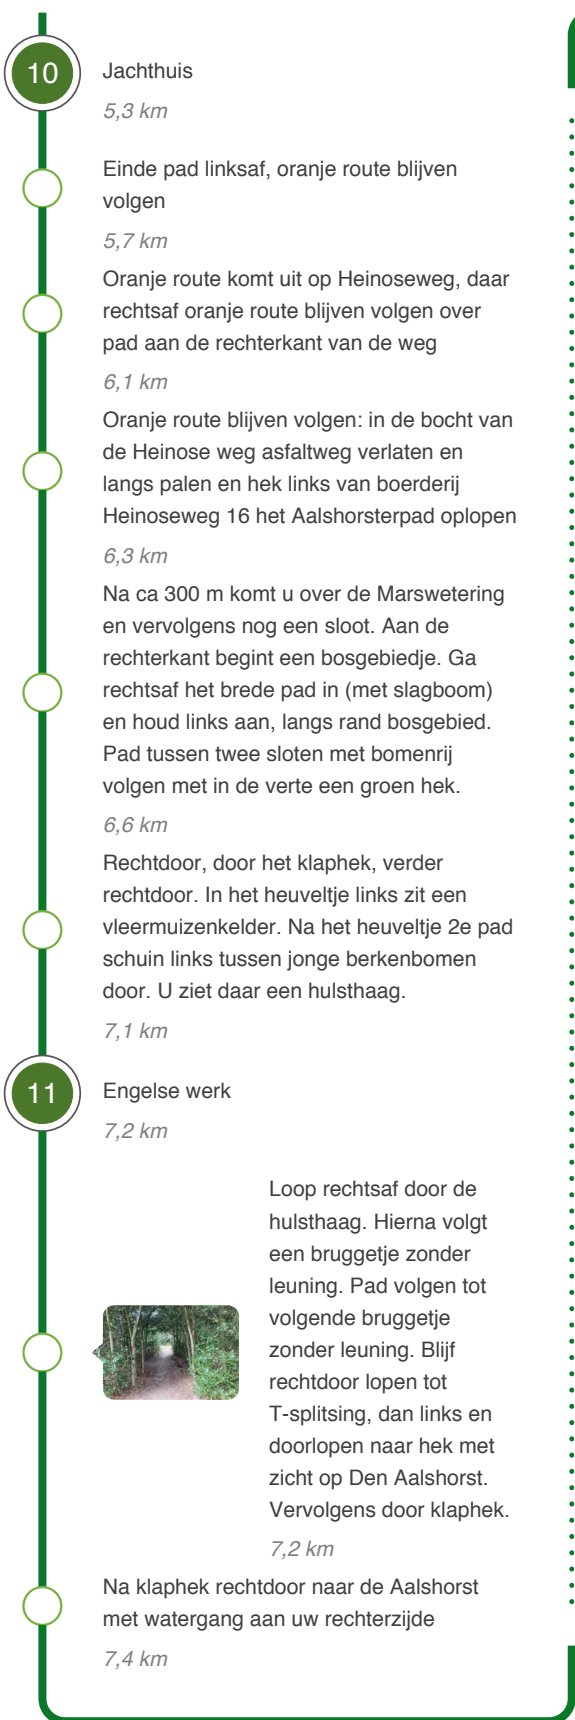 10
Jachthuis
5,3 km
Einde pad linksaf, oranje route blijven
volgen
5,7 km
Oranje route komt uit op Heinoseweg, daar
rechtsaf oranje route blijven volgen over
pad aan de rechterkant van de weg
6,1 km
Oranje route blijven volgen: in de bocht van
de Heinose weg asfaltweg verlaten en
langs palen en hek links van boerderij
Heinoseweg 16 het Aalshorsterpad oplopen
6,3 km
Na ca 300 m komt u over de Marswetering
en vervolgens nog een sloot. Aan de
rechterkant begint een bosgebiedje. Ga
rechtsaf het brede pad in (met slagboom)
en houd links aan, langs rand bosgebied.
Pad tussen twee sloten met bomenrij
volgen met in de verte een groen hek.
6,6 km
Rechtdoor, door het klaphek, verder
rechtdoor. In het heuveltje links zit een
vleermuizenkelder. Na het heuveltje 2e pad
schuin links tussen jonge berkenbomen
door. U ziet daar een hulsthaag.
7,1 km
11
Engelse werk
7,2 km
Loop rechtsaf door de
hulsthaag. Hierna volgt
een bruggetje zonder
leuning. Pad volgen tot
volgende bruggetje
zonder leuning. Blijf
rechtdoor lopen tot
T-splitsing, dan links en
doorlopen naar hek met
zicht op Den Aalshorst.
Vervolgens door klaphek.
7,2 km
Na klaphek rechtdoor naar de Aalshorst
met watergang aan uw rechterzijde
7,4 km